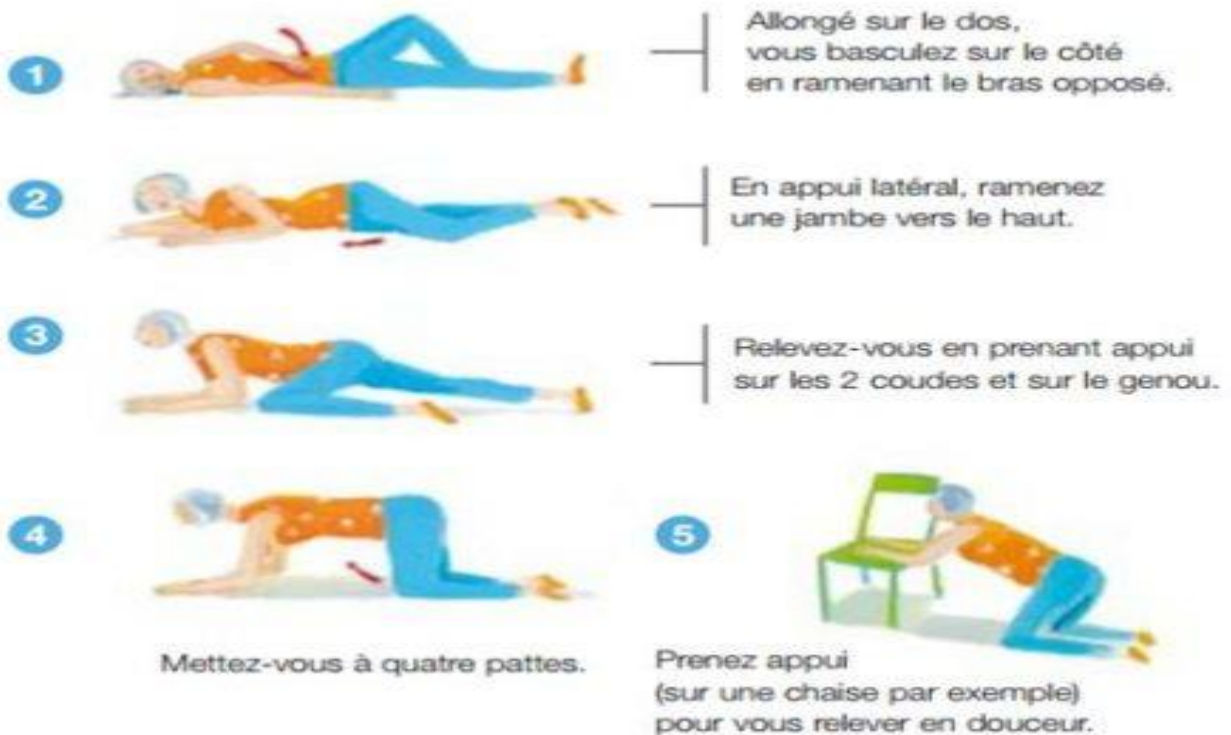 1
Allongé sur le dos,
vous basculez sur le côté
en ramenant le bras opposé.
2
En appui latéral, ramenez
une jambe vers le haut.
3
Relevez-vous en prenant appui
sur les 2 coudes et sur le genou.
4
Mettez-vous à quatre pattes.
5
Prenez appui
(sur une chaise par exemple)
pour vous relever en douceur.